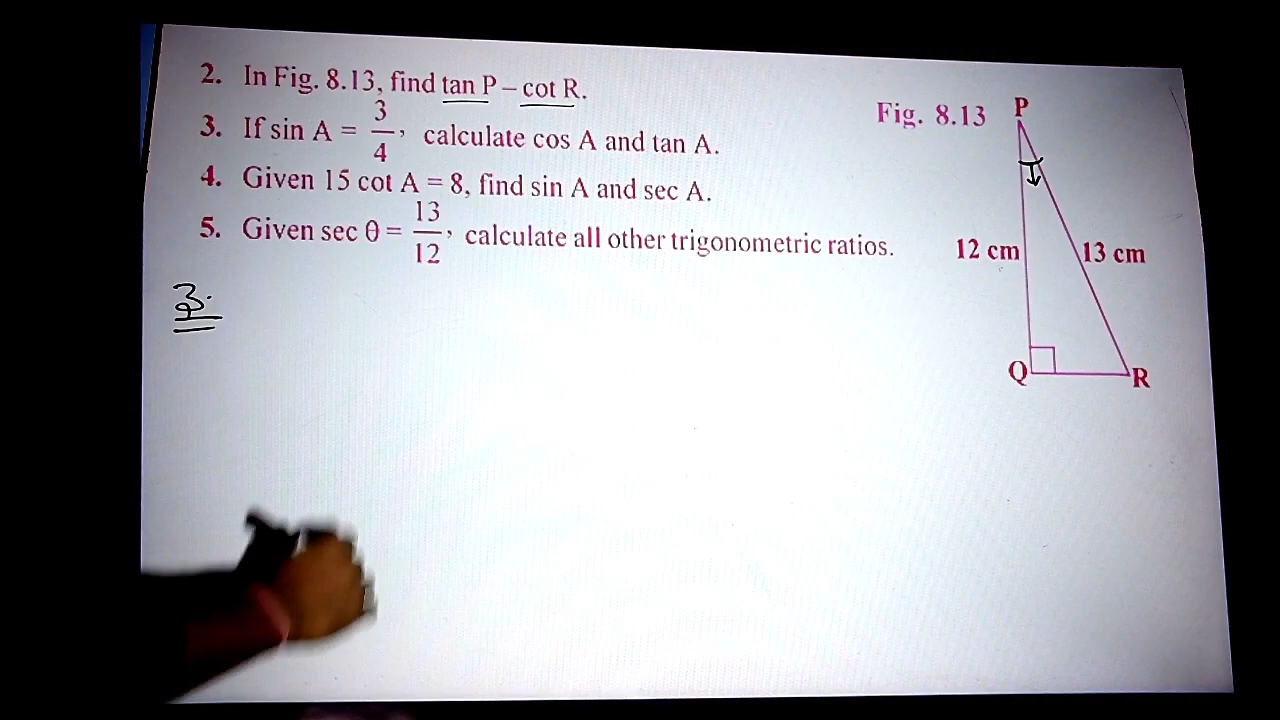 2. In Fig. 8.13, find tan P – cot R.
3. If sin A = 3/4, calculate cos A and tan A.
4. Given 15 cot A = 8, find sin A and sec A.
5. Given sec θ = 13/12, calculate all other trigonometric ratios.
3.
Fig. 8.13
P
12 cm
13 cm
Q
R